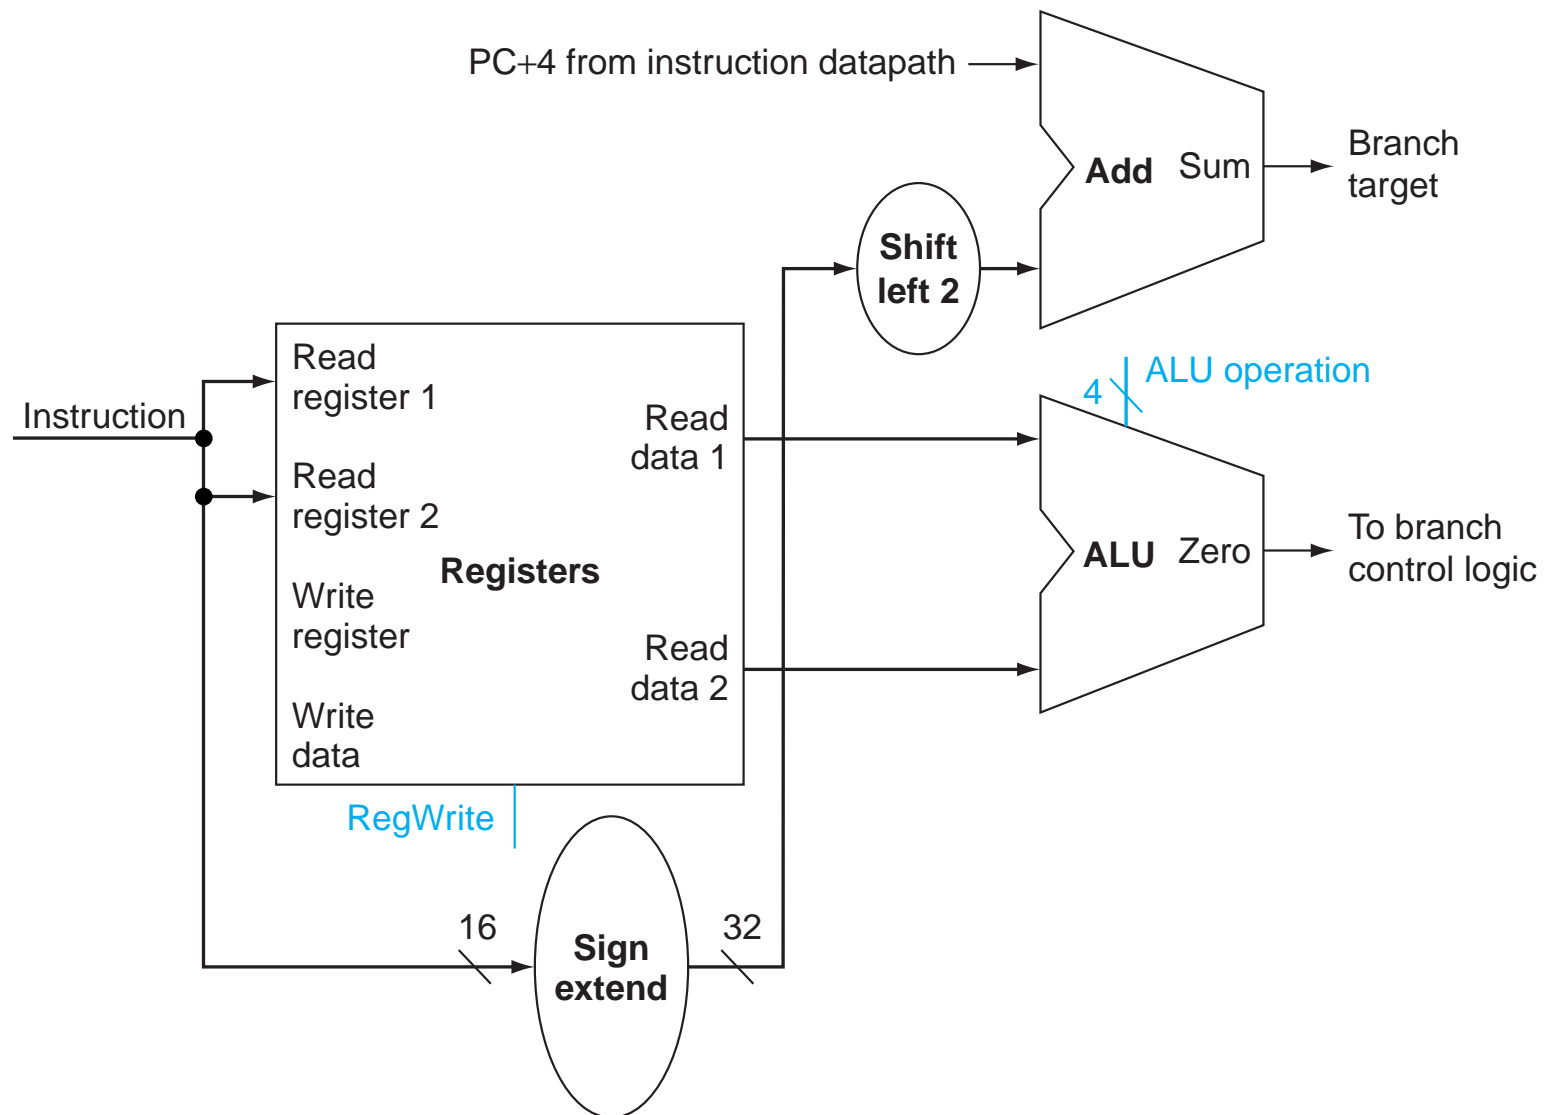 PC+4 from instruction datapath
Add Sum
Branch
target
Shift
left 2
ALU operation
4
Instruction
Read
register 1
Read
data 1
Read
register 2
Registers
ALU Zero
To branch
control logic
Write
register
Read
data 2
Write
data
RegWrite
16
32
Sign
extend